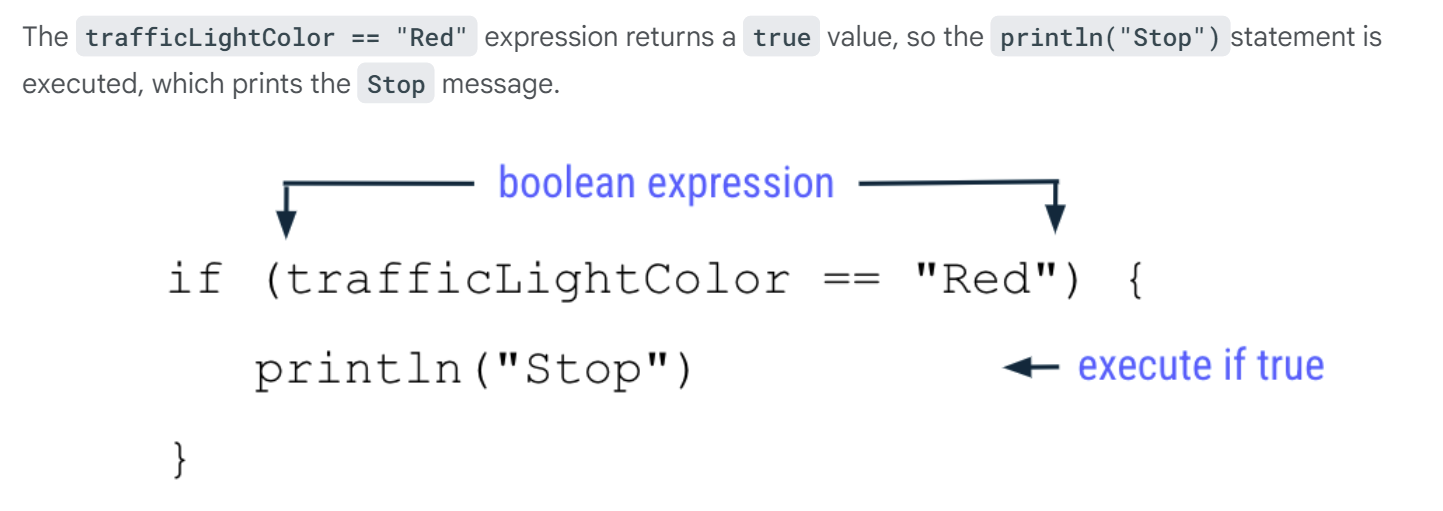 The trafficLightColor == "Red" expression returns a true value, so the println("Stop") statement is
executed, which prints the Stop message.
boolean expression
if (trafficLightColor == "Red") {
println("Stop")
execute if true
}